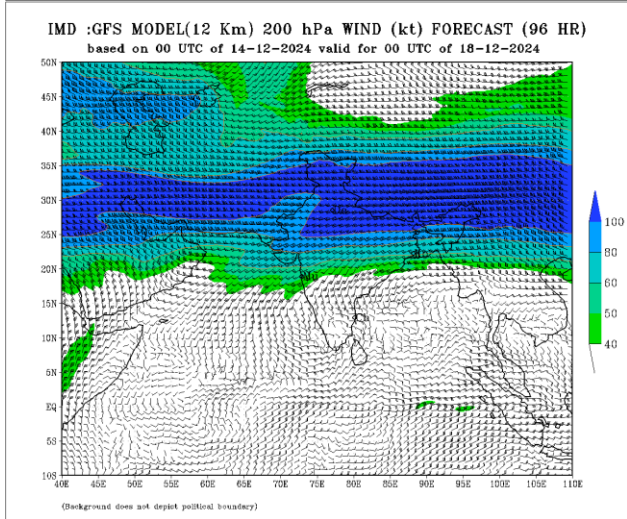 IMD :GFS MODEL(12 Km) 200 hPa WIND (kt) FORECAST (96 HR)
based on 00 UTC of 14-12-2024 valid for 00 UTC of 18-12-2024
50N
45N
40N
35N
30N
25N
20N
15N
10N
5N
5S
10S
40E 45E 50E 55E 60E 65E 70E 75E 80E 85E 90E 95E 100E 105E 110E
100
80
60
50
40
(Background does not depict political boundary)